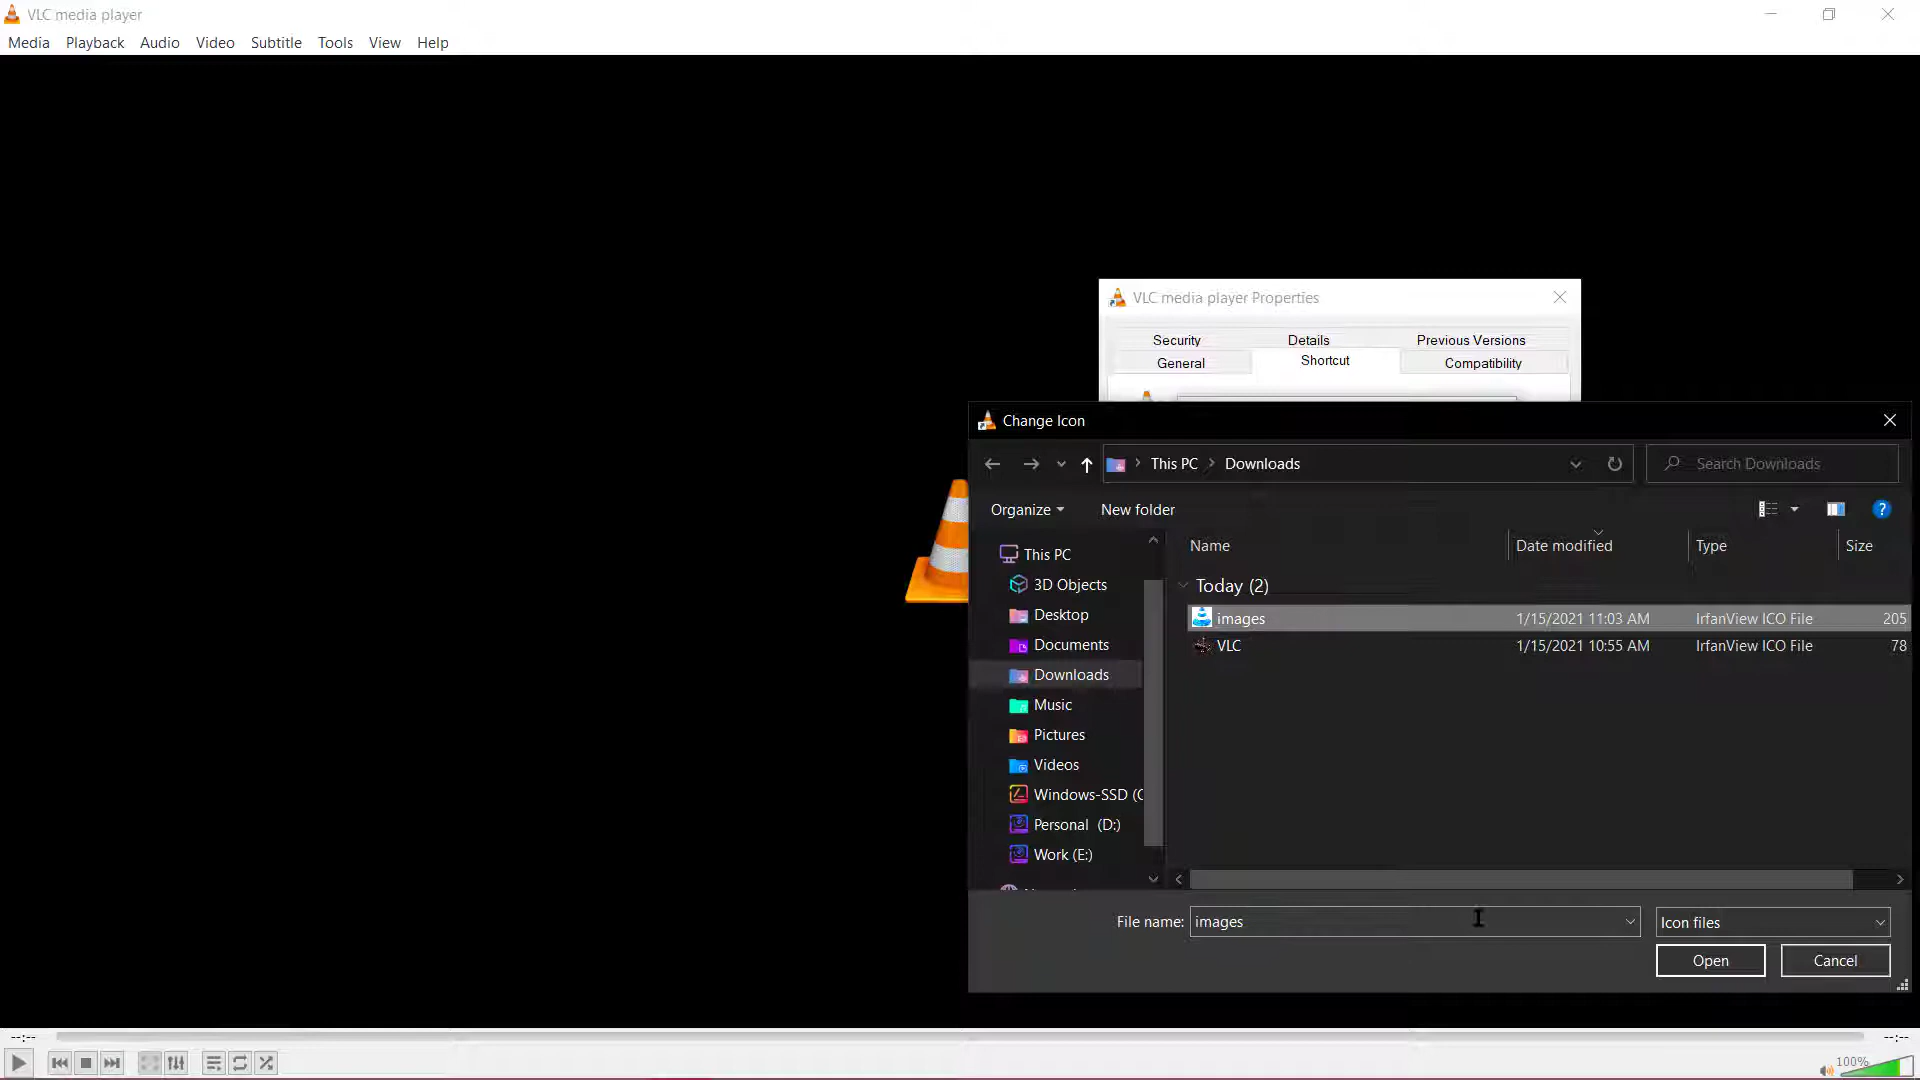 VLC media player
Media Playback Audio Video Subtitle Tools View Help
VLC media player Properties
Security Details Previous Versions
General Shortcut Compatibility
Change Icon
This PC Downloads Search Downloads
Organize New folder
Name Date modified Type Size
This PC
3D Objects
Desktop
Documents
Downloads
Music
Pictures
Videos
Windows-SSD (C
Personal (D:)
Work (E:)
Today (2)
images 1/15/2021 11:03 AM IrfanView ICO File 205
VLC 1/15/2021 10:55 AM IrfanView ICO File 78
File name: images Icon files
Open Cancel
--:-- --:--
100%